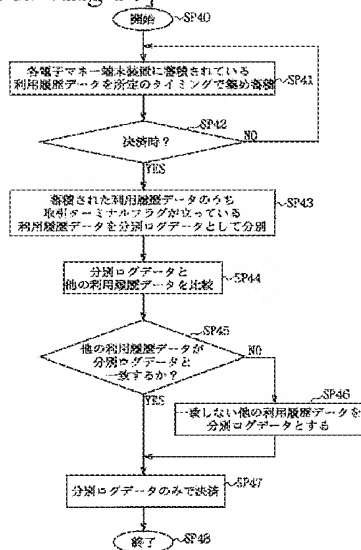 開始
SP40
各電子マネー端末装置に蓄積されている
利用履歴データを所定のタイミングで集め蓄積
SP41
決済時？
SP42
NO
YES
蓄積された利用履歴データのうち
取引ターミナルフラグが立っている
利用履歴データを分別ログデータとして分別
SP43
分別ログデータと
他の利用履歴データを比較
SP44
他の利用履歴データが
分別ログデータと
一致するか？
SP45
NO
YES
一致しない他の利用履歴データを
分別ログデータとする
SP46
分別ログデータのみで決済
SP47
終了
SP48